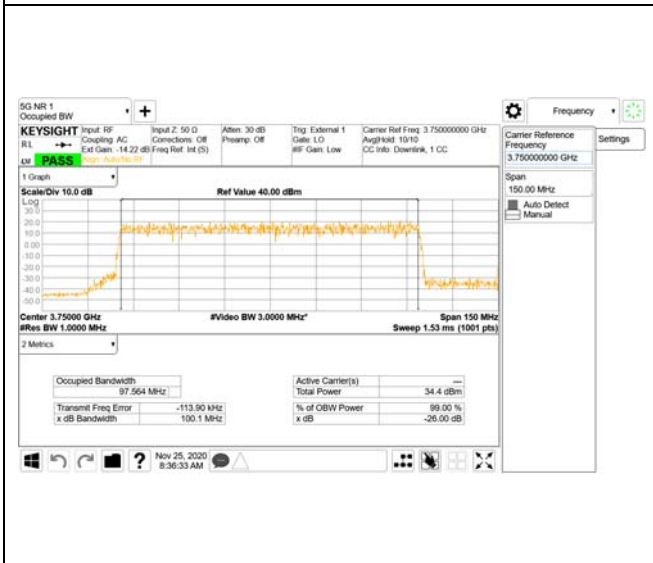 5G NR 1
Occupied BW
+
Frequency
KEYSIGHT Input: RF Input Z: 50 Ω Atten: 30 dB Trig: External 1 Carrier Ref Freq: 3.750000000 GHz
RL Coupling: AC Corrections: Off Preamp: Off Gate: LO Avg|Hold: 10/10
Ext Gain: -14.22 dB Freq Ref: Int (S) #IF Gain: Low CC Info: Downlink, 1 CC
PASS Align: Auto/No RF
Carrier Reference
Frequency
3.750000000 GHz
Settings
Span
150.00 MHz
Auto Detect
Manual
1 Graph
Scale/Div 10.0 dB Ref Value 40.00 dBm
Log
30.0
20.0
10.0
0.00
-10.0
-20.0
-30.0
-40.0
-50.0
Center 3.75000 GHz #Video BW 3.0000 MHz* Span 150 MHz
#Res BW 1.0000 MHz Sweep 1.53 ms (1001 pts)
2 Metrics
Occupied Bandwidth Active Carrier(s) ---
97.564 MHz Total Power 34.4 dBm
Transmit Freq Error -113.90 kHz % of OBW Power 99.00 %
x dB Bandwidth 100.1 MHz x dB -26.00 dB
? Nov 25, 2020
8:36:33 AM